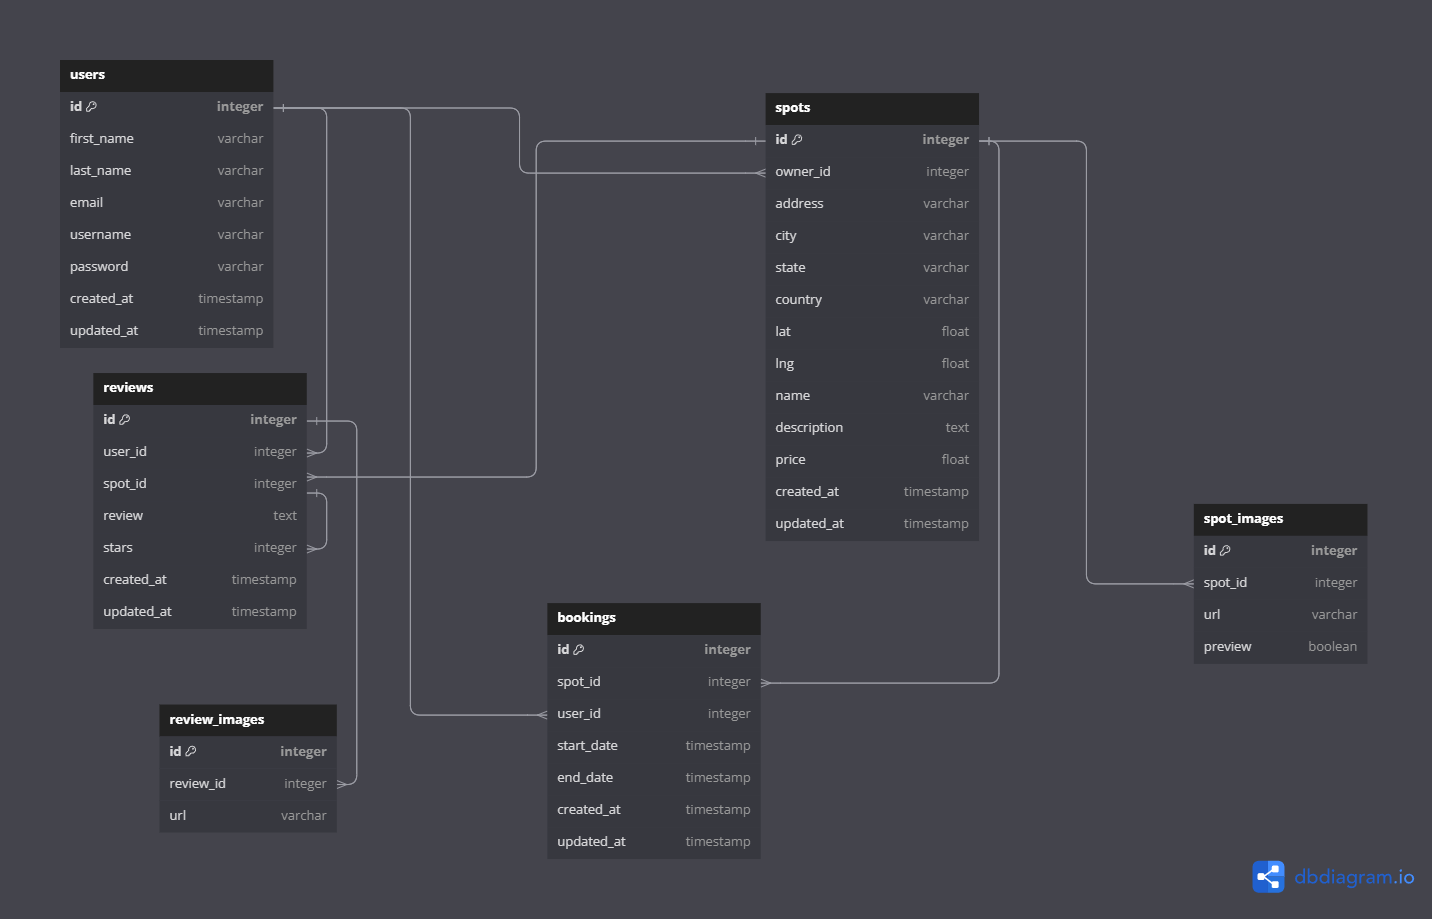 users
id integer
first_name varchar
last_name varchar
email varchar
username varchar
password varchar
created_at timestamp
updated_at timestamp
reviews
id integer
user_id integer
spot_id integer
review text
stars integer
created_at timestamp
updated_at timestamp
review_images
id integer
review_id integer
url varchar
bookings
id integer
spot_id integer
user_id integer
start_date timestamp
end_date timestamp
created_at timestamp
updated_at timestamp
spots
id integer
owner_id integer
address varchar
city varchar
state varchar
country varchar
lat float
lng float
name varchar
description text
price float
created_at timestamp
updated_at timestamp
spot_images
id integer
spot_id integer
url varchar
preview boolean
dbdiagram.io